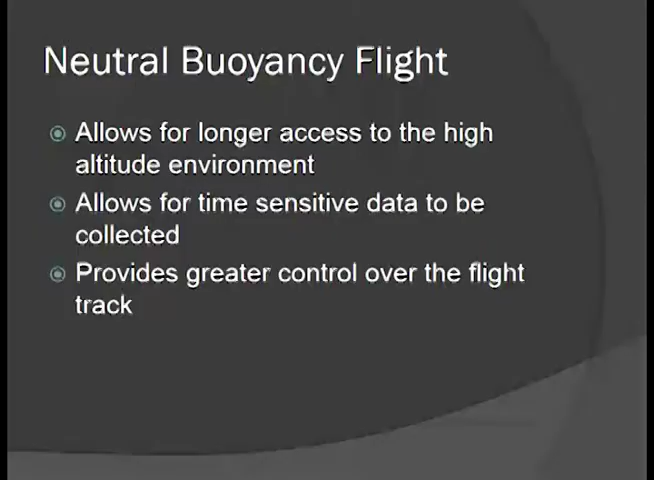 Neutral Buoyancy Flight
Allows for longer access to the high
altitude environment
Allows for time sensitive data to be
collected
Provides greater control over the flight
track